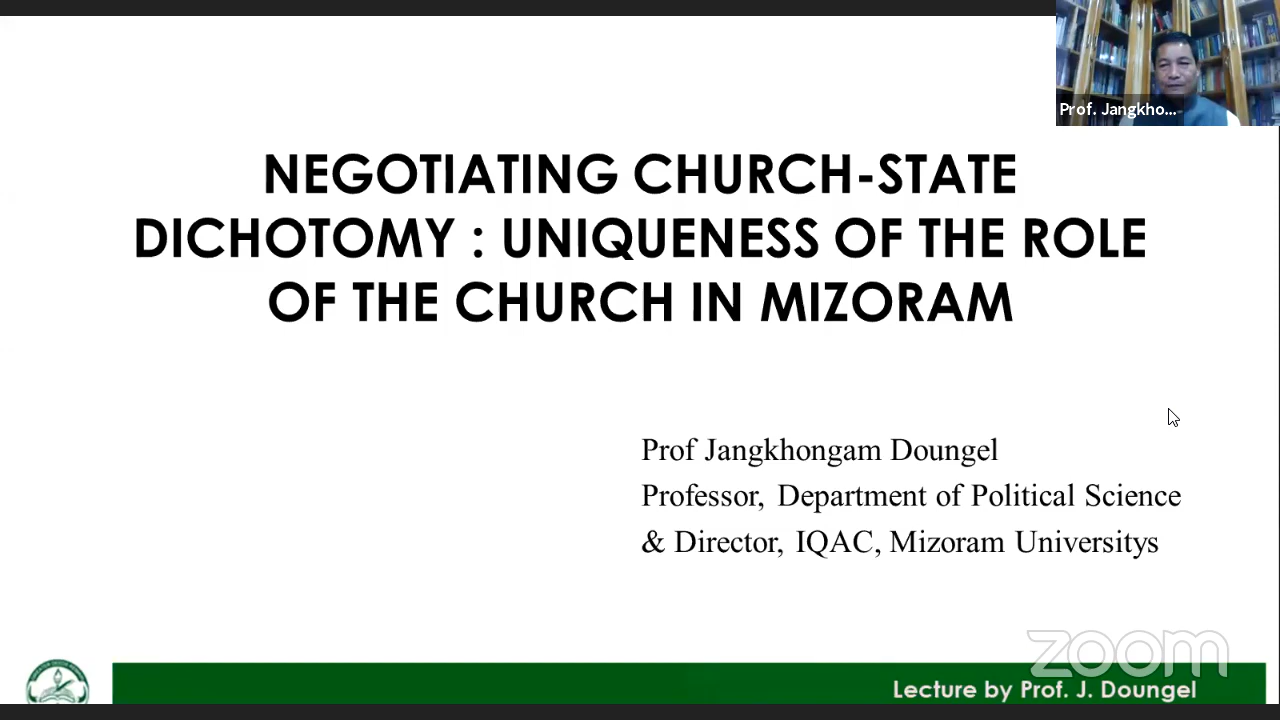 Prof. Jangkho...
NEGOTIATING CHURCH-STATE
DICHOTOMY : UNIQUENESS OF THE ROLE
OF THE CHURCH IN MIZORAM
Prof Jangkhongam Doungel
Professor, Department of Political Science
& Director, IQAC, Mizoram Universitys
zoom
Lecture by Prof. J. Doungel